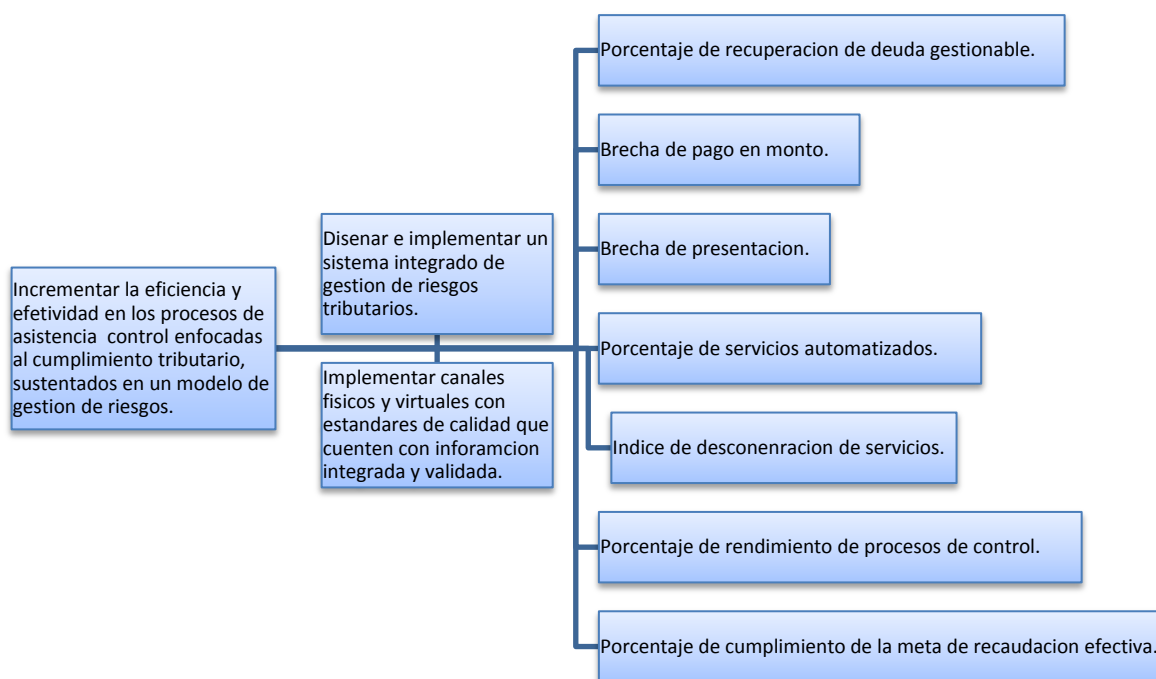 Incrementar la eficiencia y
efetividad en los procesos de
asistencia  control enfocadas
al cumplimiento tributario,
sustentados en un modelo de
gestion de riesgos.
Disenar e implementar un
sistema integrado de
gestion de riesgos
tributarios.
Implementar canales
fisicos y virtuales con
estandares de calidad que
cuenten con inforamcion
integrada y validada.
Porcentaje de recuperacion de deuda gestionable.
Brecha de pago en monto.
Brecha de presentacion.
Porcentaje de servicios automatizados.
Indice de desconenracion de servicios.
Porcentaje de rendimiento de procesos de control.
Porcentaje de cumplimiento de la meta de recaudacion efectiva.